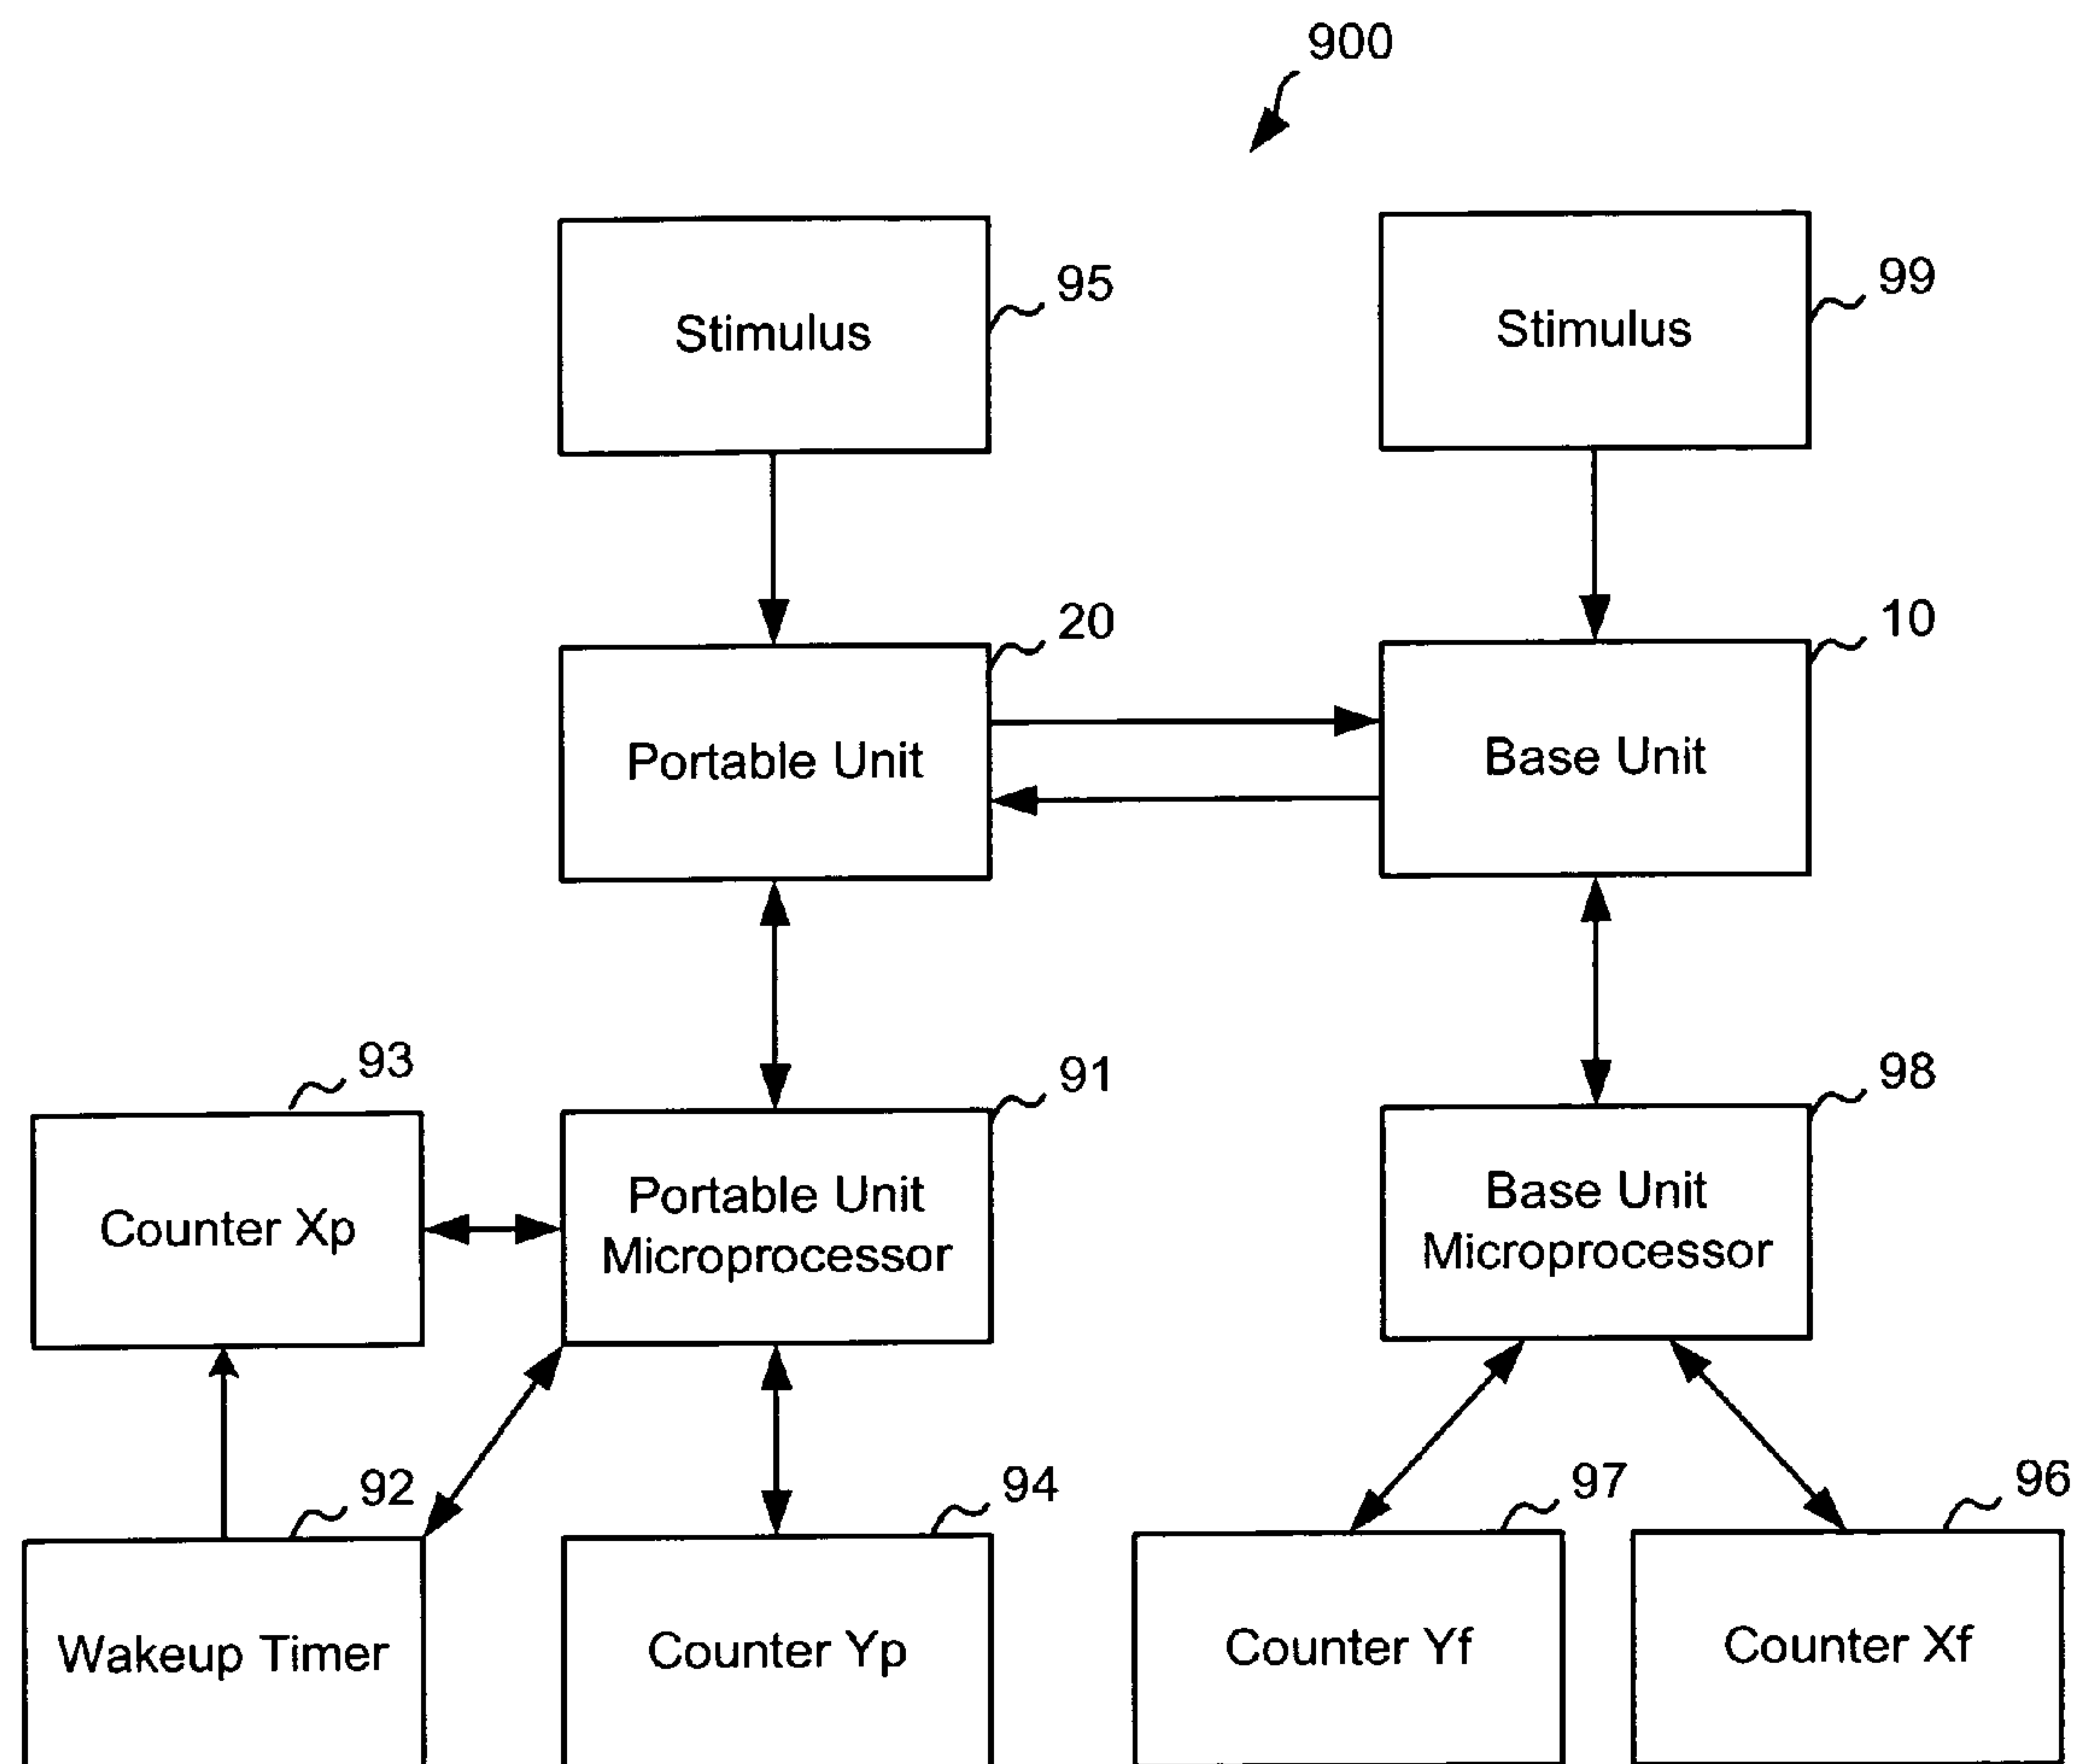 900
95
99
Stimulus
Stimulus
20
10
Portable Unit
Base Unit
93
91
98
Counter Xp
Portable Unit
Microprocessor
Base Unit
Microprocessor
92
94
97
96
Wakeup Timer
Counter Yp
Counter Yf
Counter Xf